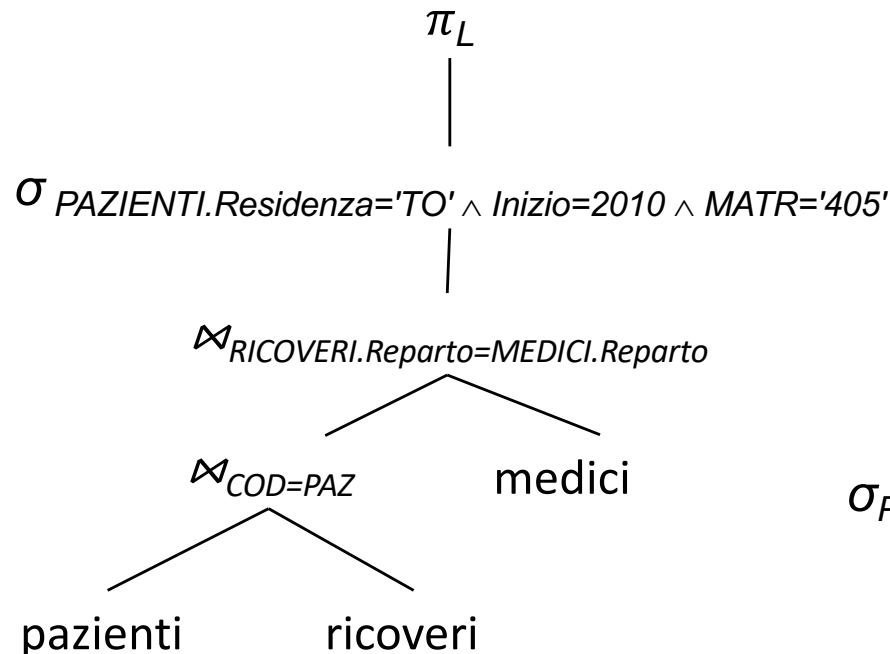 π_L
σ PAZIENTI.Residenza='TO' ∧ Inizio=2010 ∧ MATR='405'
⋈RICOVERI.Reparto=MEDICI.Reparto
⋈COD=PAZ medici
σ
pazienti ricoveri